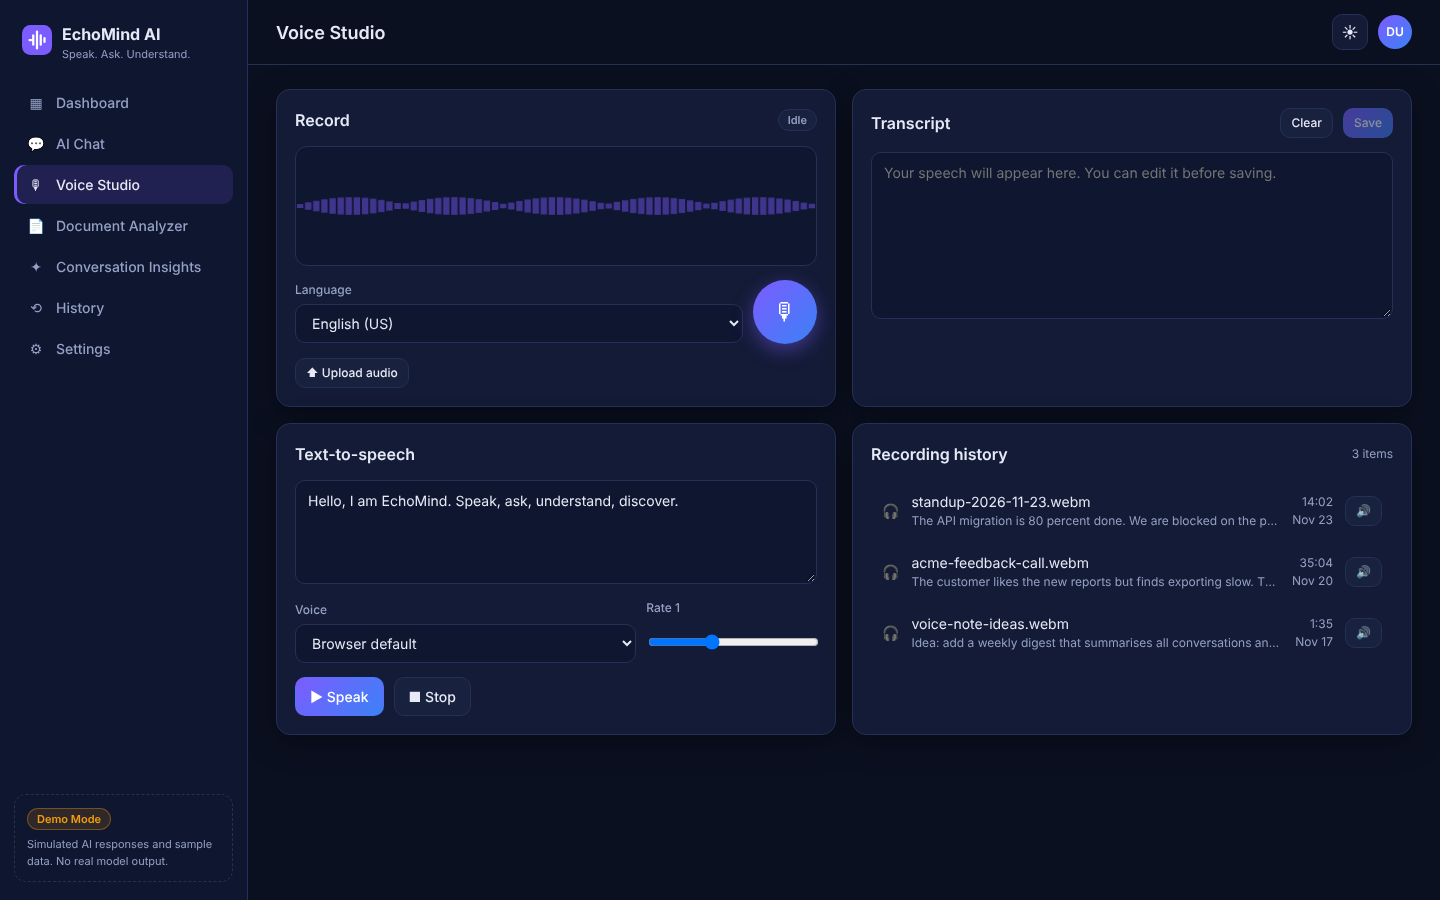 EchoMind AI
Speak. Ask. Understand.
Dashboard
AI Chat
Voice Studio
Document Analyzer
Conversation Insights
History
Settings
Demo Mode
Simulated AI responses and sample
data. No real model output.
Voice Studio
DU
Record
Idle
Language
English (US)
Upload audio
Transcript
Clear
Save
Your speech will appear here. You can edit it before saving.
Text-to-speech
Hello, I am EchoMind. Speak, ask, understand, discover.
Voice
Rate 1
Browser default
Speak
Stop
Recording history
3 items
standup-2026-11-23.webm
14:02
The API migration is 80 percent done. We are blocked on the p...
Nov 23
acme-feedback-call.webm
35:04
The customer likes the new reports but finds exporting slow. T...
Nov 20
voice-note-ideas.webm
1:35
Idea: add a weekly digest that summarises all conversations an...
Nov 17